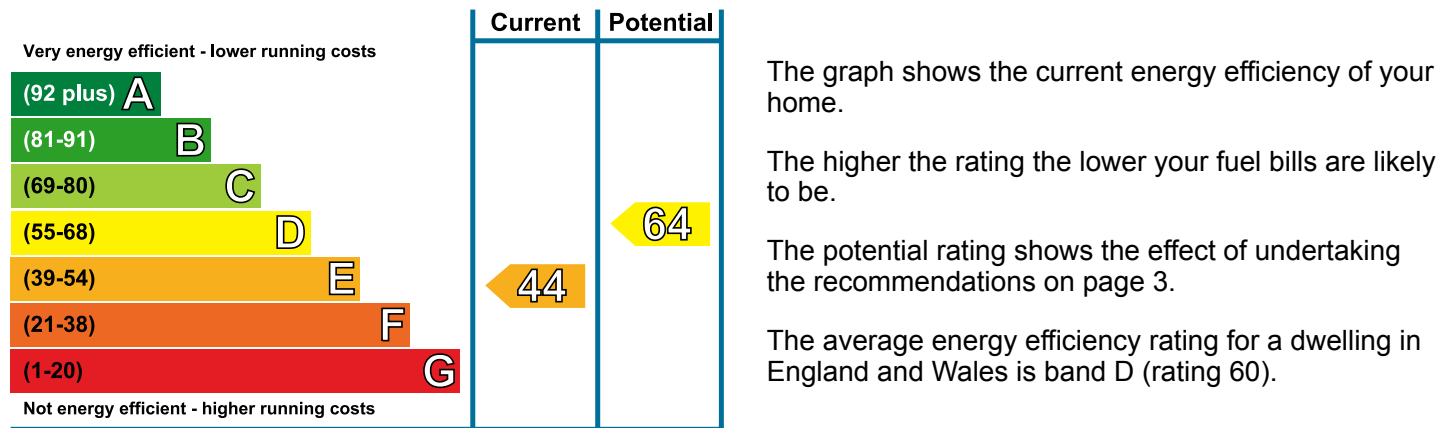 Current Potential
Very energy efficient - lower running costs
(92 plus) A
(81-91) B
(69-80) C
(55-68) D
64
(39-54) E
44
(21-38) F
(1-20) G
Not energy efficient - higher running costs
The graph shows the current energy efficiency of your
home.
The higher the rating the lower your fuel bills are likely
to be.
The potential rating shows the effect of undertaking
the recommendations on page 3.
The average energy efficiency rating for a dwelling in
England and Wales is band D (rating 60).